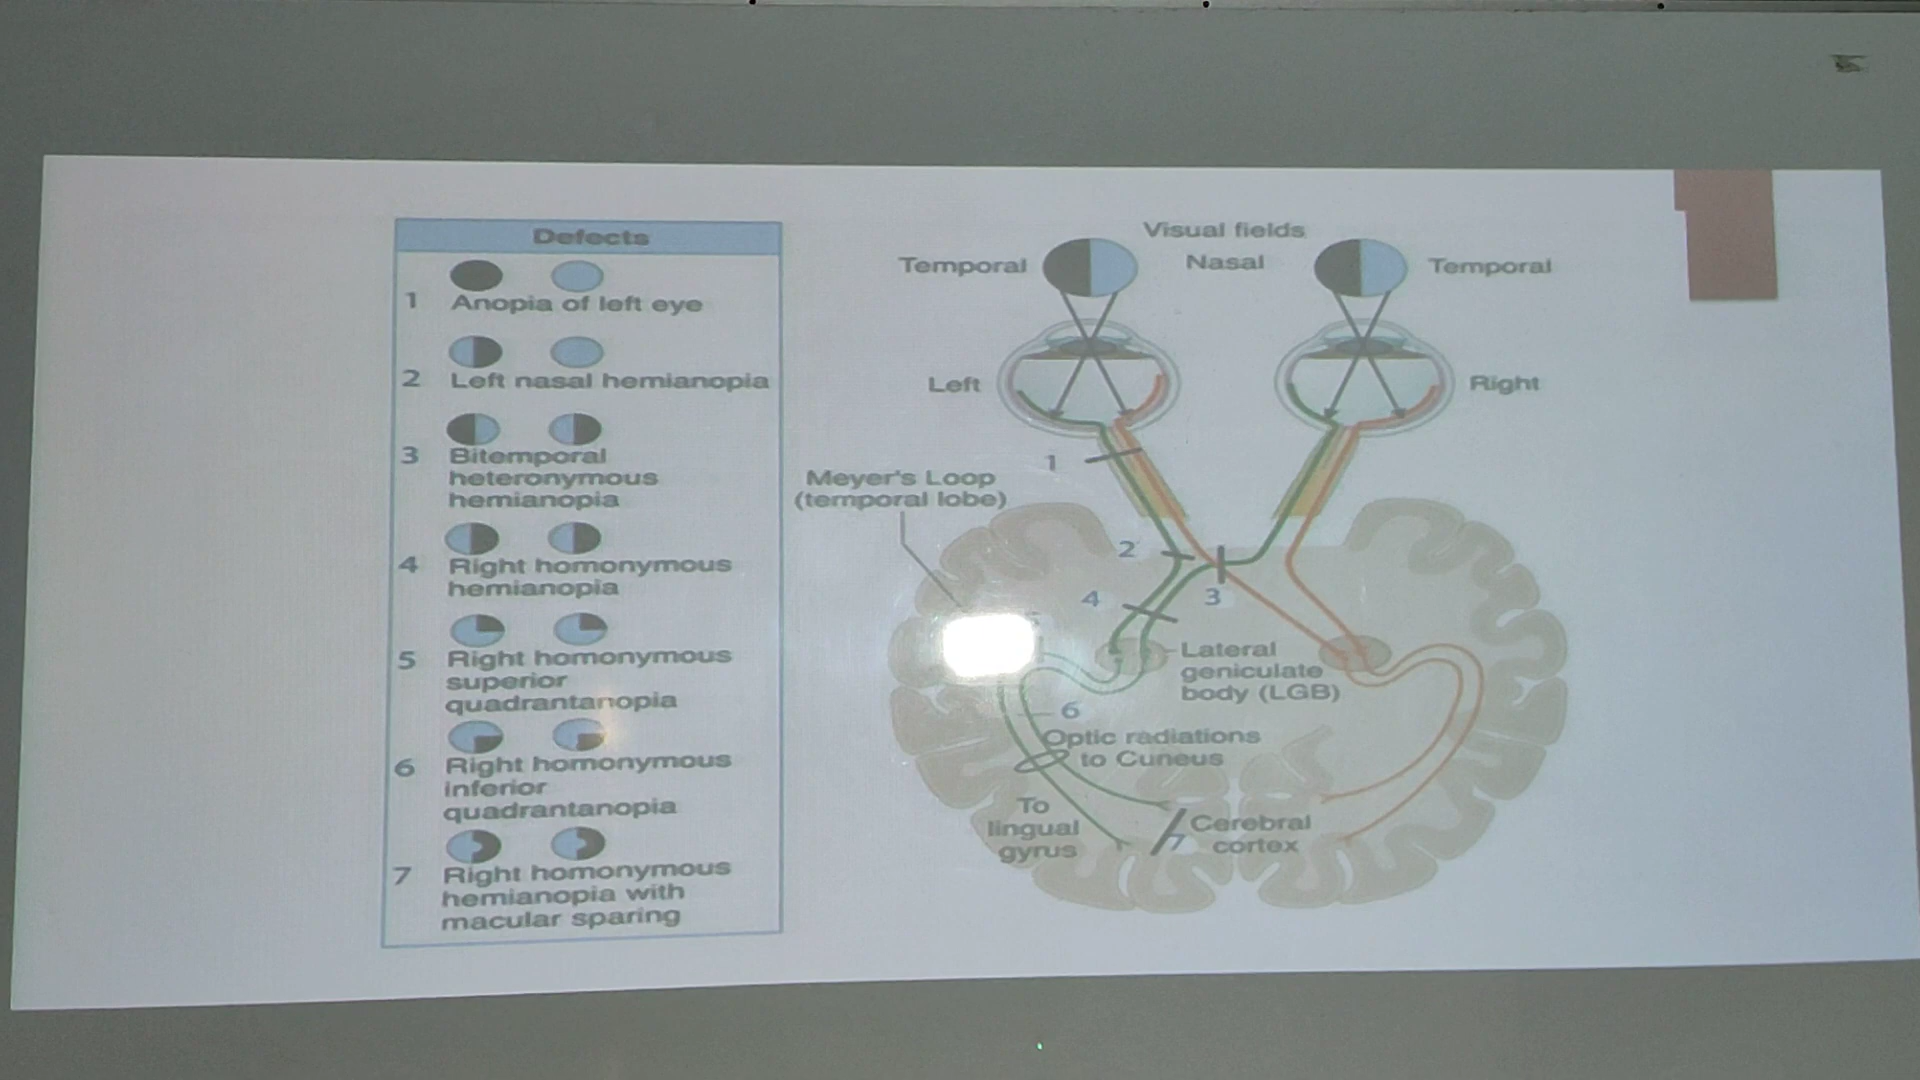 Defects
1 Anopia of left eye
2 Left nasal hemianopia
3 Bitemporal
heteronymous
hemianopia
4 Right homonymous
hemianopia
5 Right homonymous
superior
quadrantanopia
6 Right homonymous
inferior
quadrantanopia
7 Right homonymous
hemianopia with
macular sparing
Visual fields
Temporal Nasal Temporal
Left Right
1
Meyer's Loop
(temporal lobe)
2
4 3
Lateral
geniculate
body (LGB)
6
Optic radiations
to Cuneus
To
lingual
gyrus
7
Cerebral
cortex